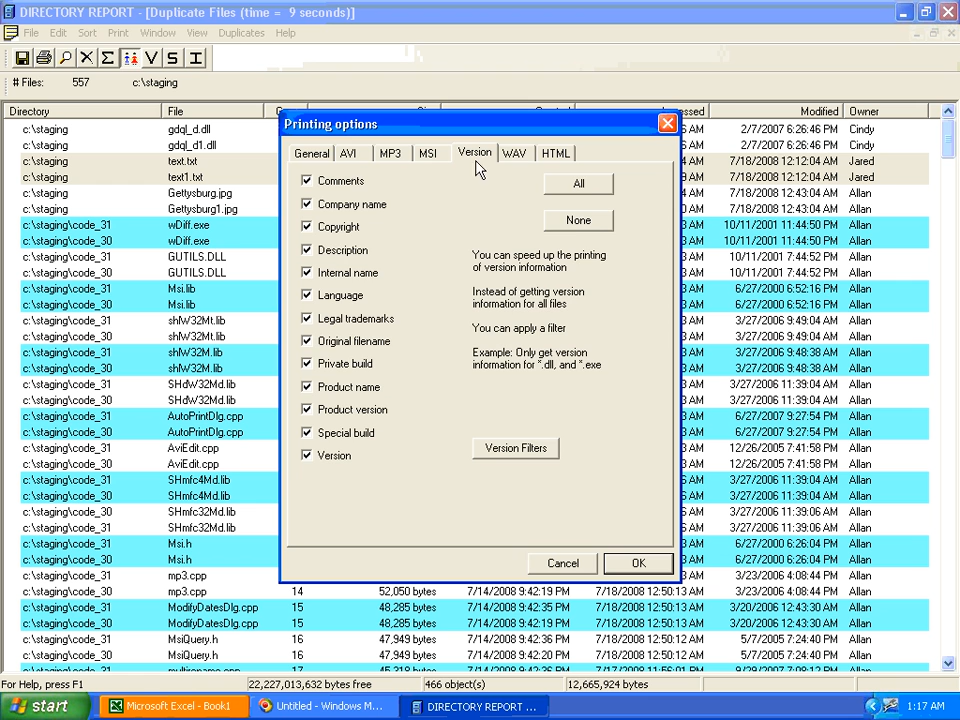 DIRECTORY REPORT - [Duplicate Files (time = 9 seconds)]
File Edit Sort Print Window View Duplicates Help
# Files: 557 c:\staging
Directory File Modified Owner
Printing options
General AVI MP3 MSI Version WAV HTML
Comments
Company name
Copyright
Description
Internal name
Language
Legal trademarks
Original filename
Private build
Product name
Product version
Special build
Version
All
None
You can speed up the printing
of version information
Instead of getting version
information for all files
You can apply a filter
Example: Only get version
information for *.dll, and *.exe
Version Filters
Cancel OK
c:\staging gdql_d.dll 2/7/2007 6:26:46 PM Cindy
c:\staging gdql_d1.dll 2/7/2007 6:26:46 PM Cindy
c:\staging text.txt 7/18/2008 12:12:04 AM Jared
c:\staging text1.txt 7/18/2008 12:12:04 AM Jared
c:\staging Gettysburg.jpg 7/18/2008 12:43:04 AM Allan
c:\staging Gettysburg1.jpg 7/18/2008 12:43:04 AM Allan
c:\staging\code_31 wDiff.exe 10/11/2001 11:44:50 PM Allan
c:\staging\code_30 wDiff.exe 10/11/2001 11:44:50 PM Allan
c:\staging\code_31 GUTILS.DLL 10/11/2001 7:44:52 PM Allan
c:\staging\code_30 GUTILS.DLL 10/11/2001 7:44:52 PM Allan
c:\staging\code_31 Msi.lib 6/27/2000 6:52:16 PM Allan
c:\staging\code_30 Msi.lib 6/27/2000 6:52:16 PM Allan
c:\staging\code_31 shlW32Mt.lib 3/27/2006 9:49:04 AM Allan
c:\staging\code_30 shlW32Mt.lib 3/27/2006 9:49:04 AM Allan
c:\staging\code_31 shlW32M.lib 3/27/2006 9:48:38 AM Allan
c:\staging\code_30 shlW32M.lib 3/27/2006 9:48:38 AM Allan
c:\staging\code_31 SHdW32Md.lib 3/27/2006 11:39:04 AM Allan
c:\staging\code_30 SHdW32Md.lib 3/27/2006 11:39:04 AM Allan
c:\staging\code_31 AutoPrintDlg.cpp 6/27/2007 9:27:54 PM Allan
c:\staging\code_30 AutoPrintDlg.cpp 6/27/2007 9:27:54 PM Allan
c:\staging\code_31 AviEdit.cpp 12/26/2005 7:41:58 PM Allan
c:\staging\code_30 AviEdit.cpp 12/26/2005 7:41:58 PM Allan
c:\staging\code_31 SHmfc4Md.lib 3/27/2006 11:39:04 AM Allan
c:\staging\code_30 SHmfc4Md.lib 3/27/2006 11:39:04 AM Allan
c:\staging\code_30 SHmfc32Md.lib 3/27/2006 11:39:06 AM Allan
c:\staging\code_31 SHmfc32Md.lib 3/27/2006 11:39:06 AM Allan
c:\staging\code_31 Msi.h 6/27/2000 6:26:04 PM Allan
c:\staging\code_30 Msi.h 6/27/2000 6:26:04 PM Allan
c:\staging\code_31 mp3.cpp 3/23/2006 4:08:44 PM Allan
c:\staging\code_30 mp3.cpp 14 52,050 bytes 7/14/2008 9:42:19 PM 7/18/2008 12:50:13 AM 3/23/2006 4:08:44 PM Allan
c:\staging\code_31 ModifyDatesDlg.cpp 15 48,285 bytes 7/14/2008 9:42:35 PM 7/18/2008 12:50:13 AM 3/20/2006 12:43:30 AM Allan
c:\staging\code_30 ModifyDatesDlg.cpp 15 48,285 bytes 7/14/2008 9:42:19 PM 7/18/2008 12:50:13 AM 3/20/2006 12:43:30 AM Allan
c:\staging\code_31 MsiQuery.h 16 47,949 bytes 7/14/2008 9:42:36 PM 7/18/2008 12:50:12 AM 5/7/2005 7:24:40 PM Allan
c:\staging\code_30 MsiQuery.h 16 47,949 bytes 7/14/2008 9:42:20 PM 7/18/2008 12:50:12 AM 5/7/2005 7:24:40 PM Allan
For Help, press F1 22,227,013,632 bytes free 466 object(s) 12,665,924 bytes
start Microsoft Excel - Book1 Untitled - Windows M... DIRECTORY REPORT ... 1:17 AM